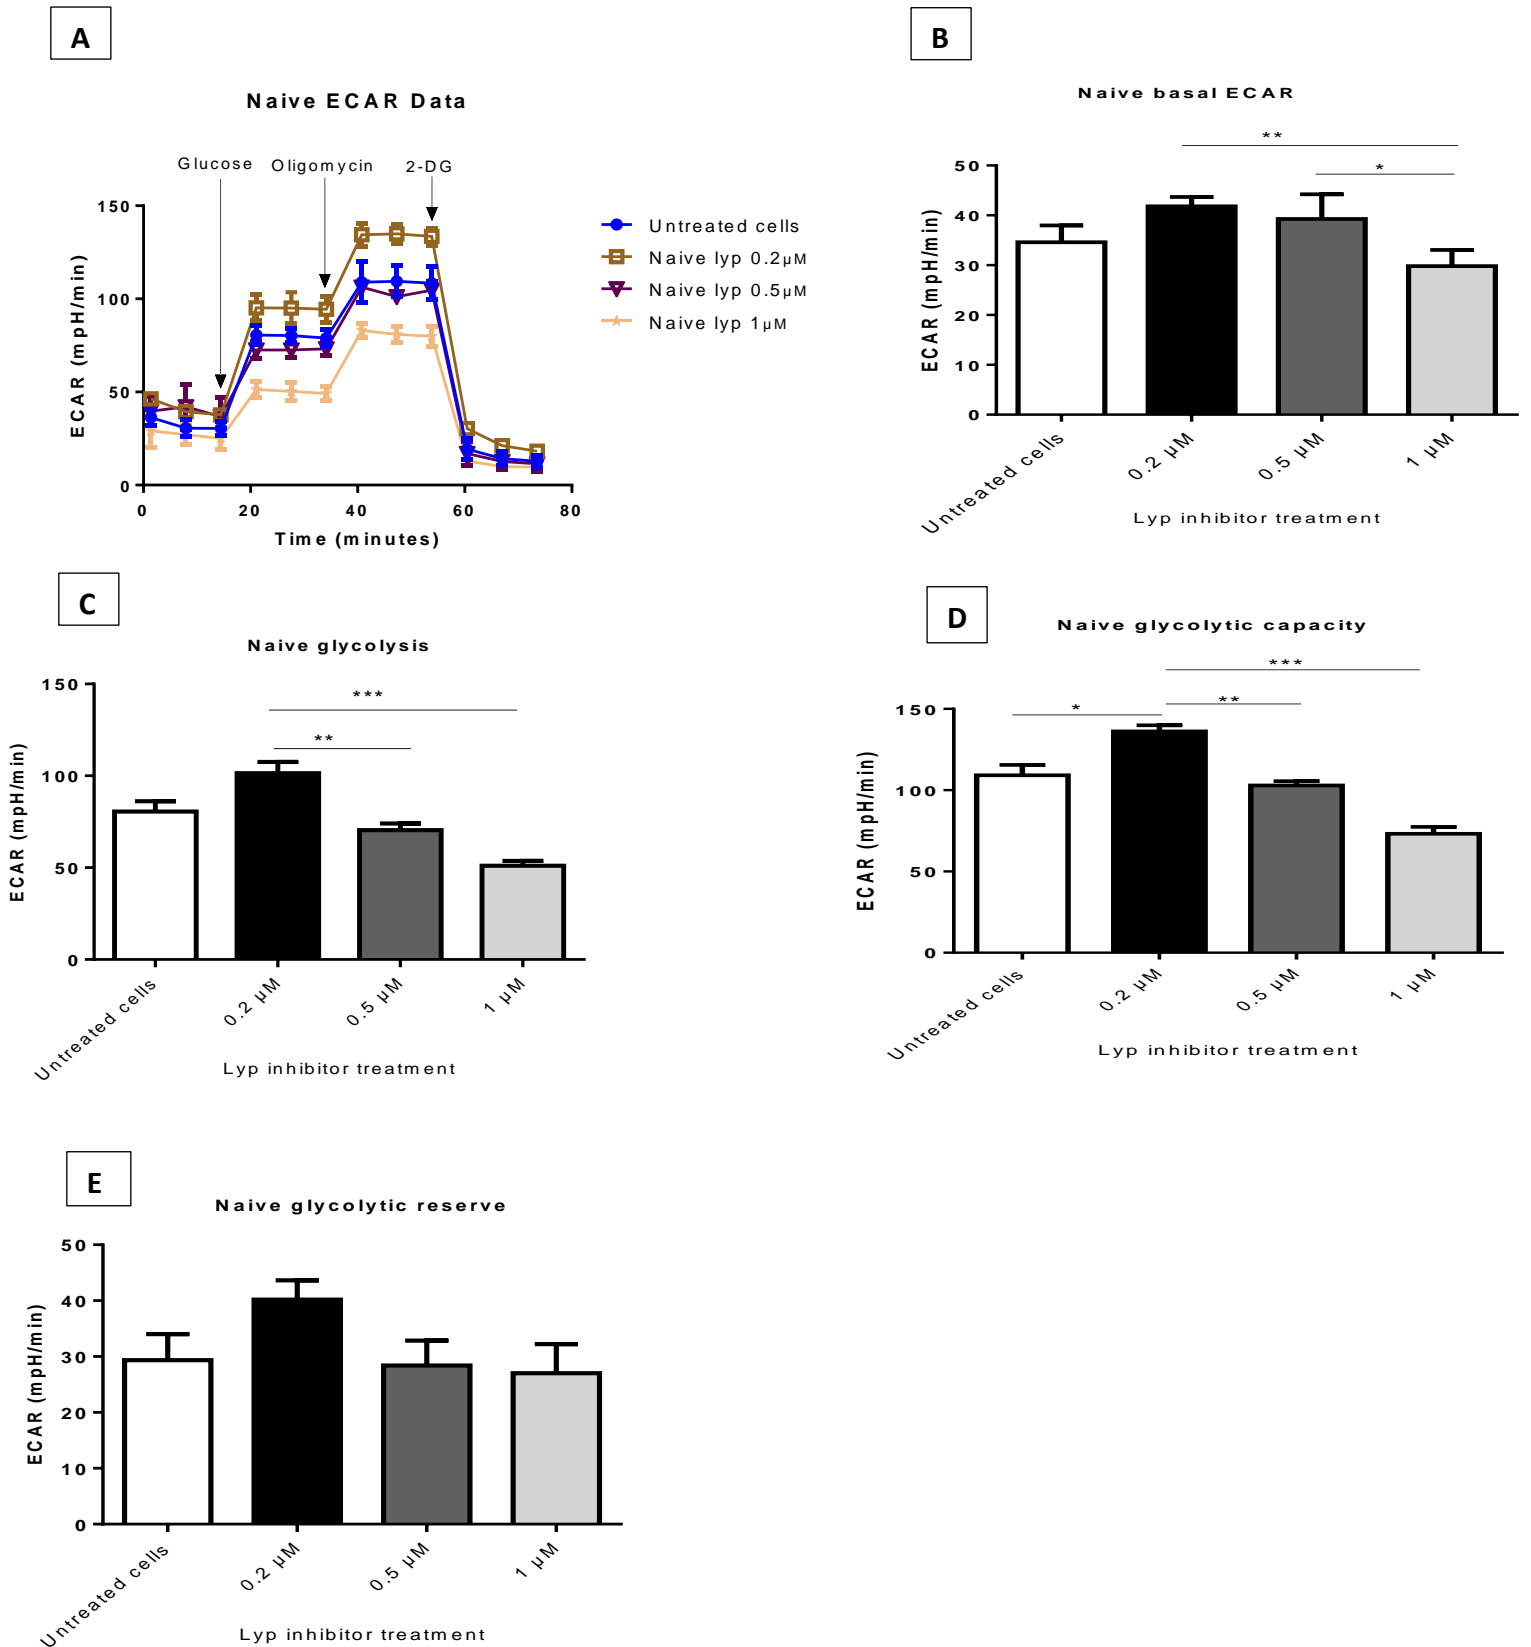 A
Naive ECAR Data
Glucose Oligomycin 2-DG
150
100
50
0
ECAR (mpH/min)
0 20 40 60 80
Time (minutes)
Untreated cells
Naive lyp 0.2µM
Naive lyp 0.5µM
Naive lyp 1µM
B
Naive basal ECAR
**
*
50
40
30
20
10
0
ECAR (mpH/min)
Untreated cells 0.2 µM 0.5 µM 1 µM
Lyp inhibitor treatment
C
Naive glycolysis
***
**
150
100
50
0
ECAR (mpH/min)
Untreated cells 0.2 µM 0.5 µM 1 µM
Lyp inhibitor treatment
D
Naive glycolytic capacity
***
**
*
150
100
50
0
ECAR (mpH/min)
Untreated cells 0.2 µM 0.5 µM 1 µM
Lyp inhibitor treatment
E
Naive glycolytic reserve
50
40
30
20
10
0
ECAR (mpH/min)
Untreated cells 0.2 µM 0.5 µM 1 µM
Lyp inhibitor treatment